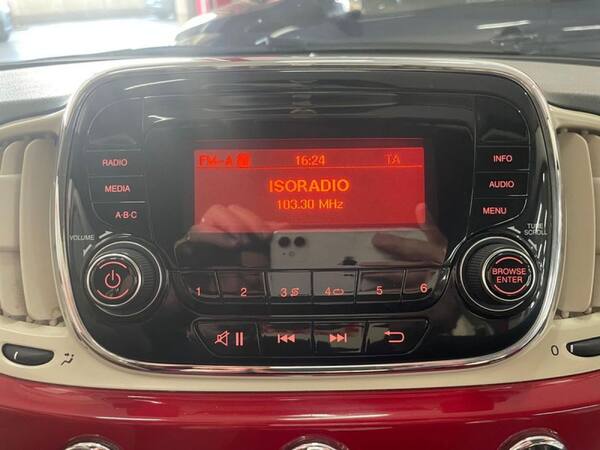 FM-A 16:24 TA
ISORADIO
103.30 MHz
RADIO
MEDIA
A·B·C
VOLUME
INFO
AUDIO
MENU
TUNE
SCROLL
BROWSE
ENTER
1 2 3 4 5 6
0